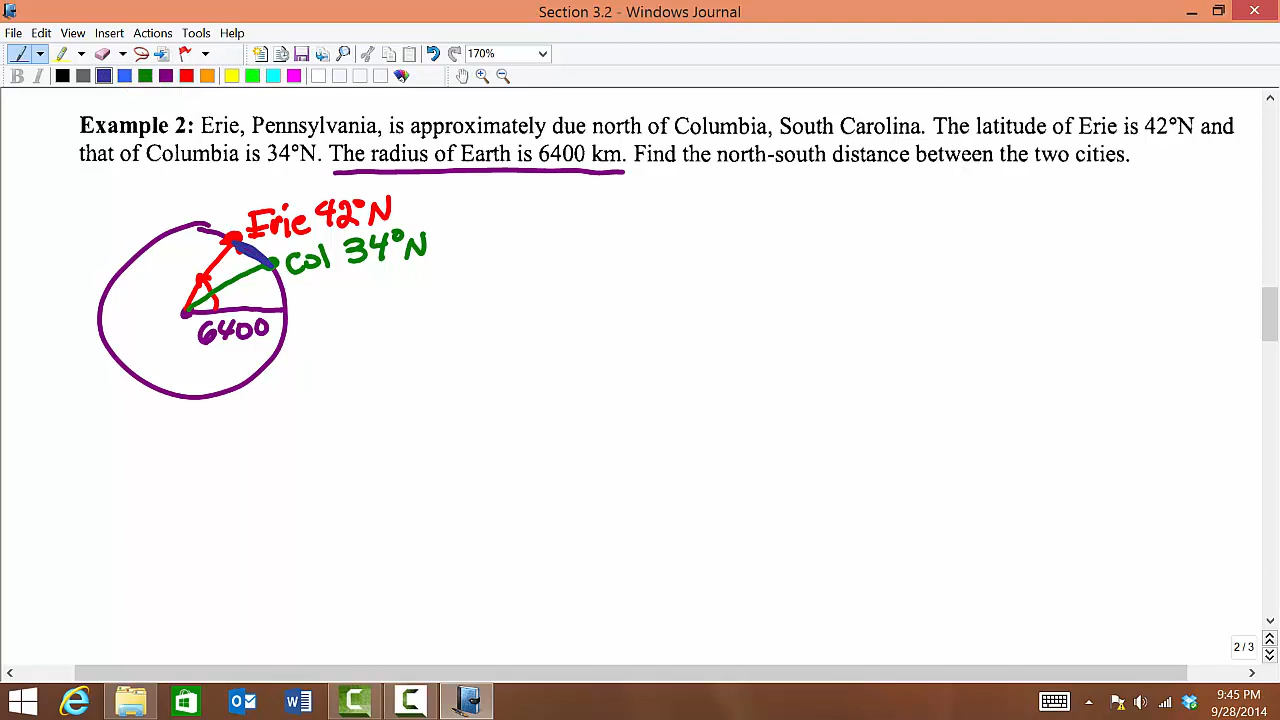 Section 3.2 - Windows Journal
File Edit View Insert Actions Tools Help
170%
B I
Example 2: Erie, Pennsylvania, is approximately due north of Columbia, South Carolina. The latitude of Erie is 42°N and
that of Columbia is 34°N. The radius of Earth is 6400 km. Find the north-south distance between the two cities.
Erie 42°N
Col 34°N
6400
2 / 3
9:45 PM
9/28/2014